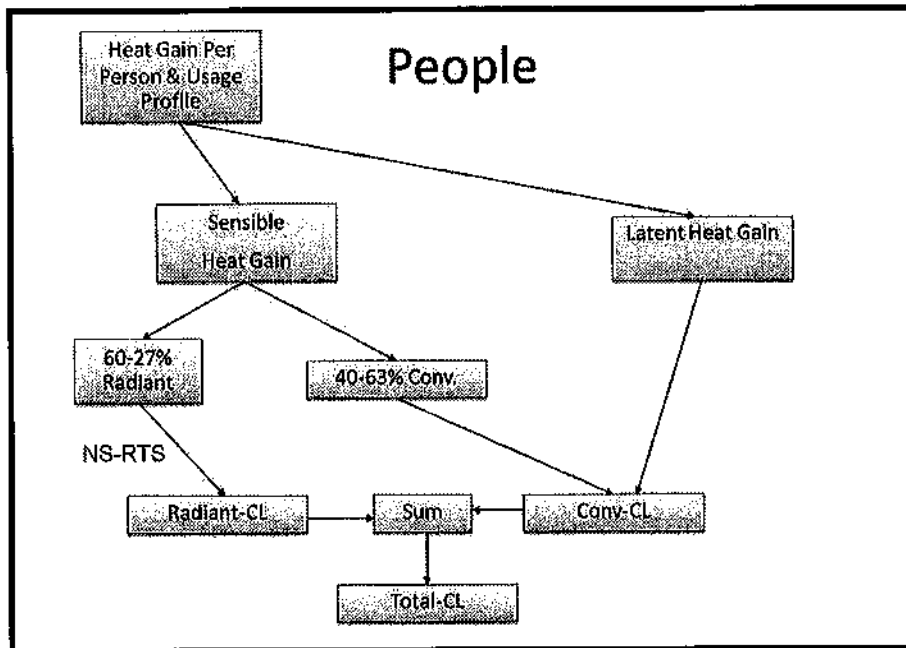 People
Heat Gain Per
Person & Usage
Profile
Sensible
Heat Gain
Latent Heat Gain
60-27%
Radiant
40-63% Conv.
NS-RTS
Radiant-CL
Sum
Conv-CL
Total-CL